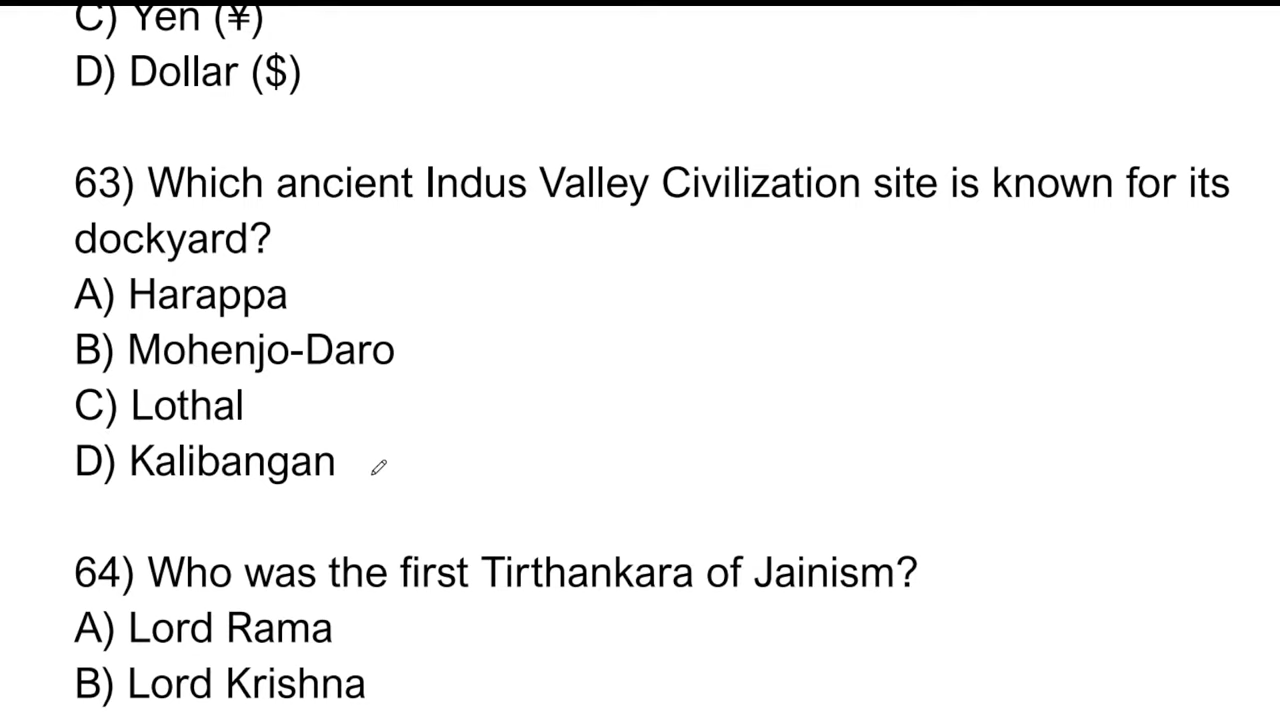 C) Yen (¥)
D) Dollar ($)
63) Which ancient Indus Valley Civilization site is known for its
dockyard?
A) Harappa
B) Mohenjo-Daro
C) Lothal
D) Kalibangan
64) Who was the first Tirthankara of Jainism?
A) Lord Rama
B) Lord Krishna